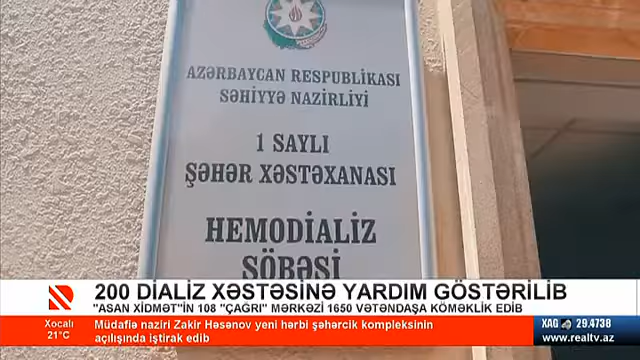 AZƏRBAYCAN RESPUBLİKASI
SƏHİYYƏ NAZİRLİYİ
1 SAYLI
ŞƏHƏR XƏSTƏXANASI
HEMODİALİZ
ŞÖBƏSİ
200 DİALİZ XƏSTƏSİNƏ YARDIM GÖSTƏRİLİB
"ASAN XİDMƏT"İN 108 "ÇAĞRI" MƏRKƏZİ 1650 VƏTƏNDAŞA KÖMƏKLİK EDİB
Xocalı
21°C
Müdafiə naziri Zakir Həsənov yeni hərbi şəhərcik kompleksinin
açılışında iştirak edib
XAG 29.4738
www.realtv.az